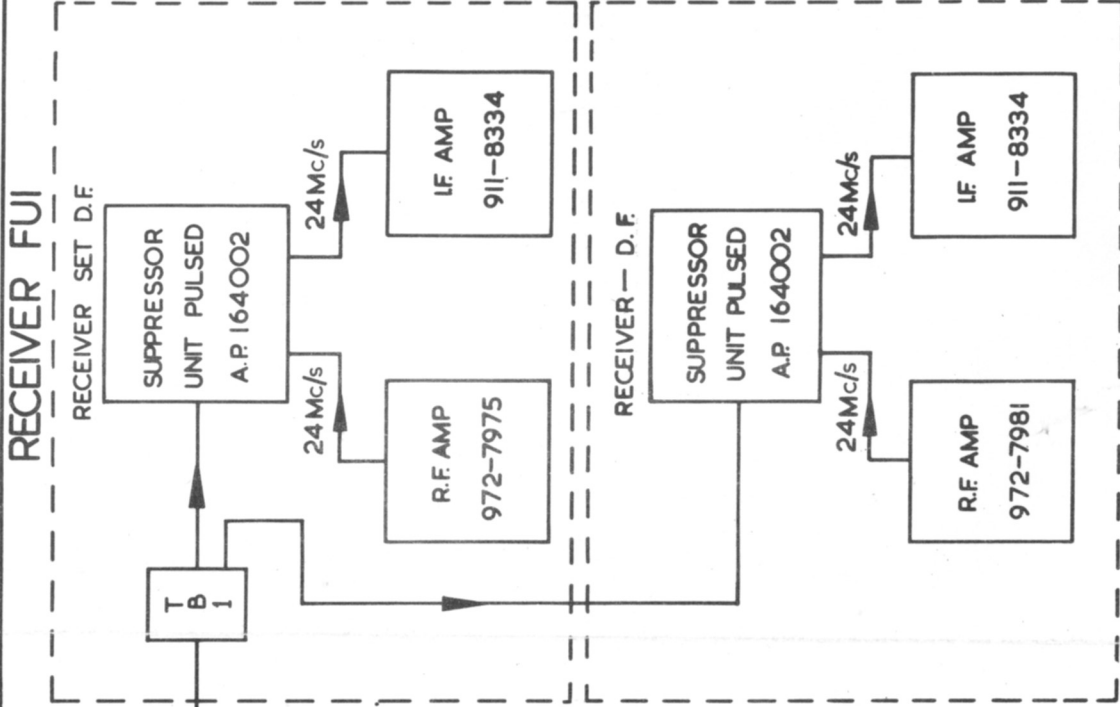 RECEIVER FUI
RECEIVER SET D.F.
SUPPRESSOR
UNIT PULSED
A.P. 164002
24Mc/s
I.F. AMP
911-8334
24Mc/s
R.F. AMP
972-7975
T
B
1
RECEIVER — D.F.
SUPPRESSOR
UNIT PULSED
A.P. 164002
24Mc/s
I.F. AMP
911-8334
24Mc/s
R.F. AMP
972-7981